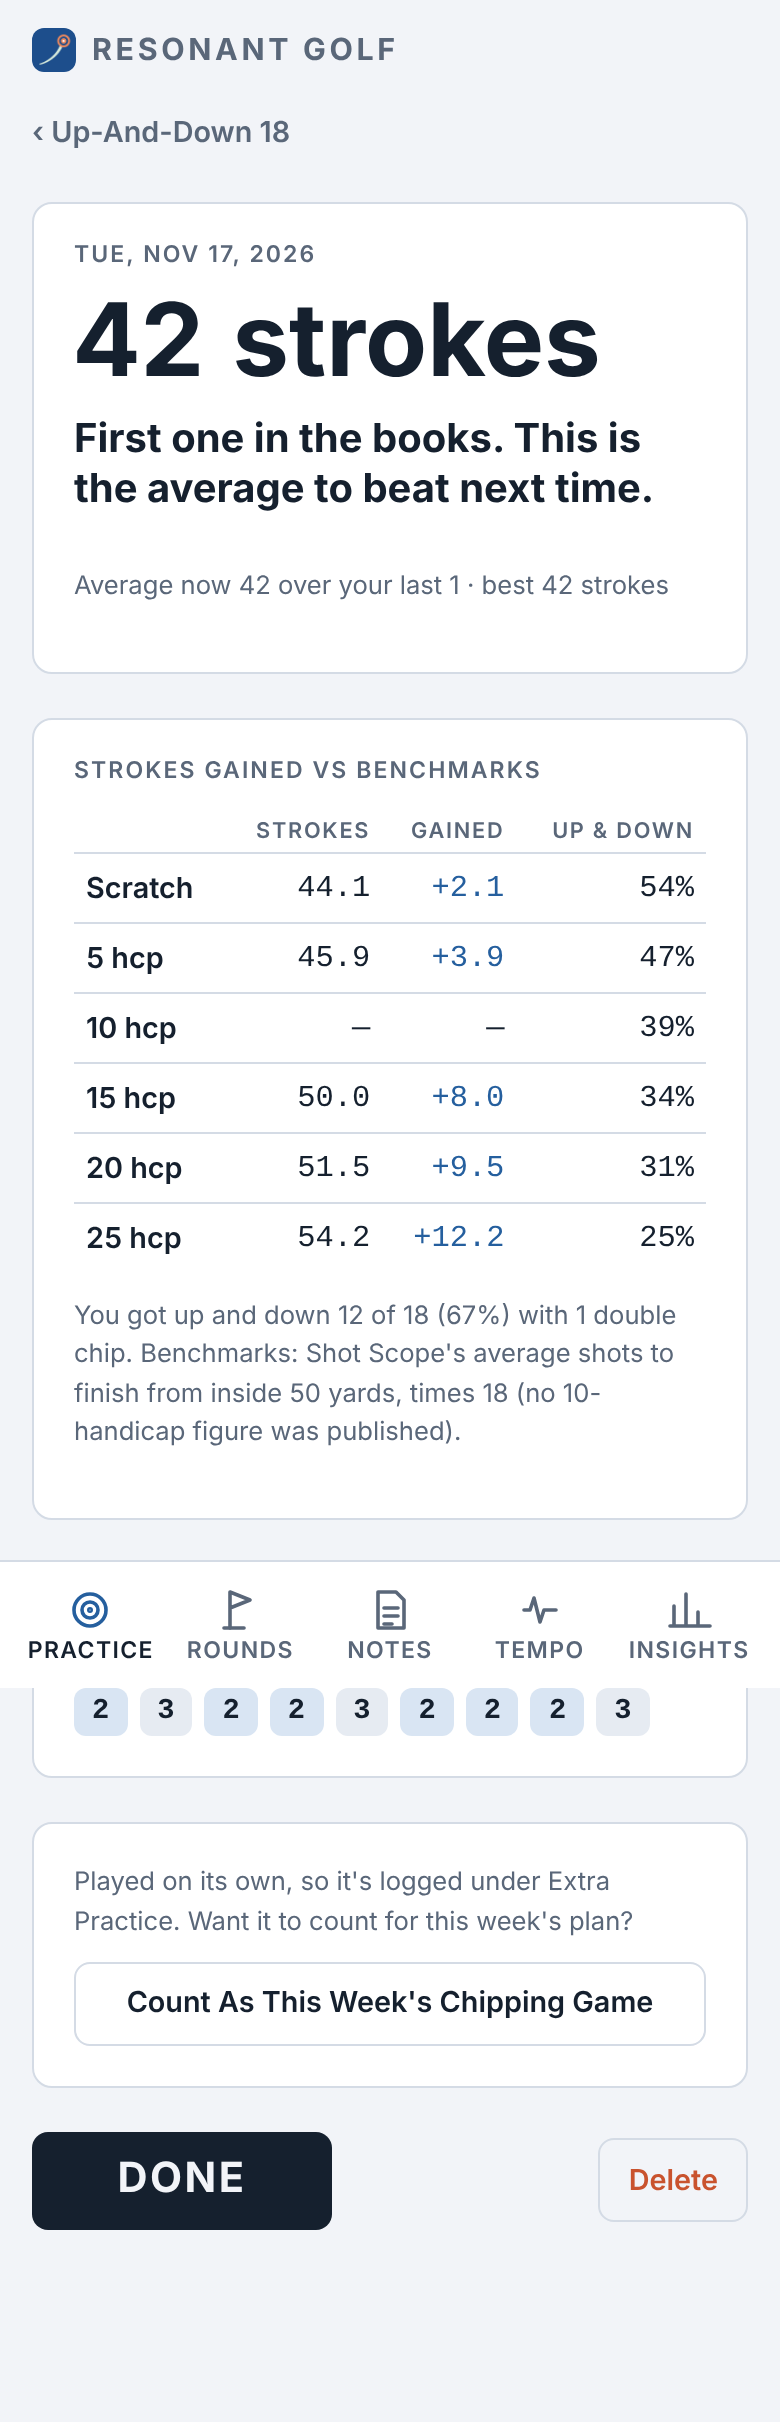 RESONANT GOLF
‹ Up-And-Down 18
TUE, NOV 17, 2026
42 strokes
First one in the books. This is
the average to beat next time.
Average now 42 over your last 1 · best 42 strokes
STROKES GAINED VS BENCHMARKS
STROKES GAINED UP & DOWN
Scratch 44.1 +2.1 54%
5 hcp 45.9 +3.9 47%
10 hcp — — 39%
15 hcp 50.0 +8.0 34%
20 hcp 51.5 +9.5 31%
25 hcp 54.2 +12.2 25%
You got up and down 12 of 18 (67%) with 1 double
chip. Benchmarks: Shot Scope's average shots to
finish from inside 50 yards, times 18 (no 10-
handicap figure was published).
PRACTICE ROUNDS NOTES TEMPO INSIGHTS
2 3 2 2 3 2 2 2 3
Played on its own, so it's logged under Extra
Practice. Want it to count for this week's plan?
Count As This Week's Chipping Game
DONE Delete